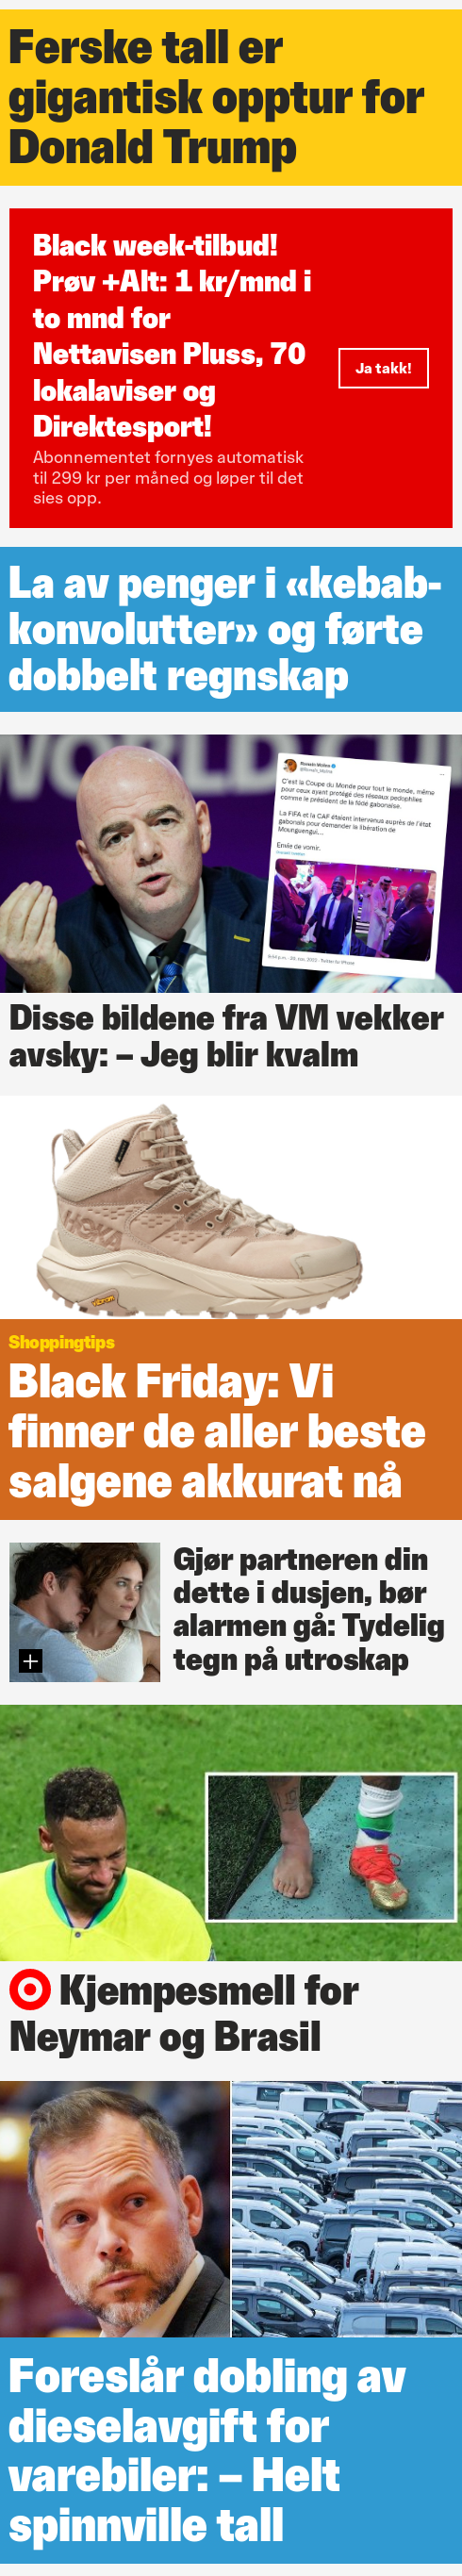 Ferske tall er
gigantisk opptur for
Donald Trump
Black week-tilbud!
Prøv +Alt: 1 kr/mnd i
to mnd for
Nettavisen Pluss, 70
lokalaviser og
Direktesport!
Abonnementet fornyes automatisk
til 299 kr per måned og løper til det
sies opp.
Ja takk!
La av penger i «kebab-
konvolutter» og førte
dobbelt regnskap
Romain Molina
@Romain_Molina
C'est la Coupe du Monde pour tout le monde, même
pour ceux ayant protégé des réseaux pedophiles
comme le président de la fédé gabonaise.
La FIFA et la CAF étaient intervenus auprès de l'état
gabonais pour demander la libération de
Mounguengui...
Envie de vomir.
Disse bildene fra VM vekker
avsky: – Jeg blir kvalm
HOKA
vibram
Shoppingtips
Black Friday: Vi
finner de aller beste
salgene akkurat nå
Gjør partneren din
dette i dusjen, bør
alarmen gå: Tydelig
tegn på utroskap
Kjempesmell for
Neymar og Brasil
Foreslår dobling av
dieselavgift for
varebiler: – Helt
spinnville tall